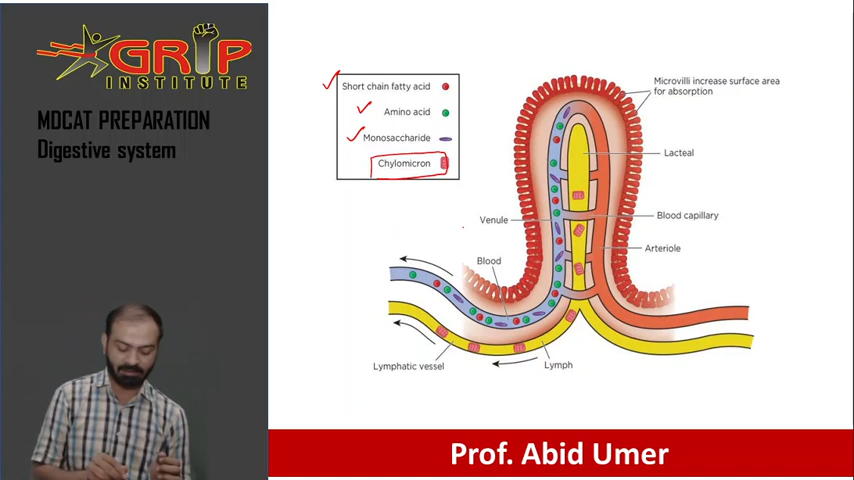 GRIP
INSTITUTE
MDCAT PREPARATION
Digestive system
Short chain fatty acid
Amino acid
Monosaccharide
Chylomicron
Microvilli increase surface area
for absorption
Lacteal
Venule
Blood capillary
Arteriole
Blood
Lymphatic vessel
Lymph
Prof. Abid Umer